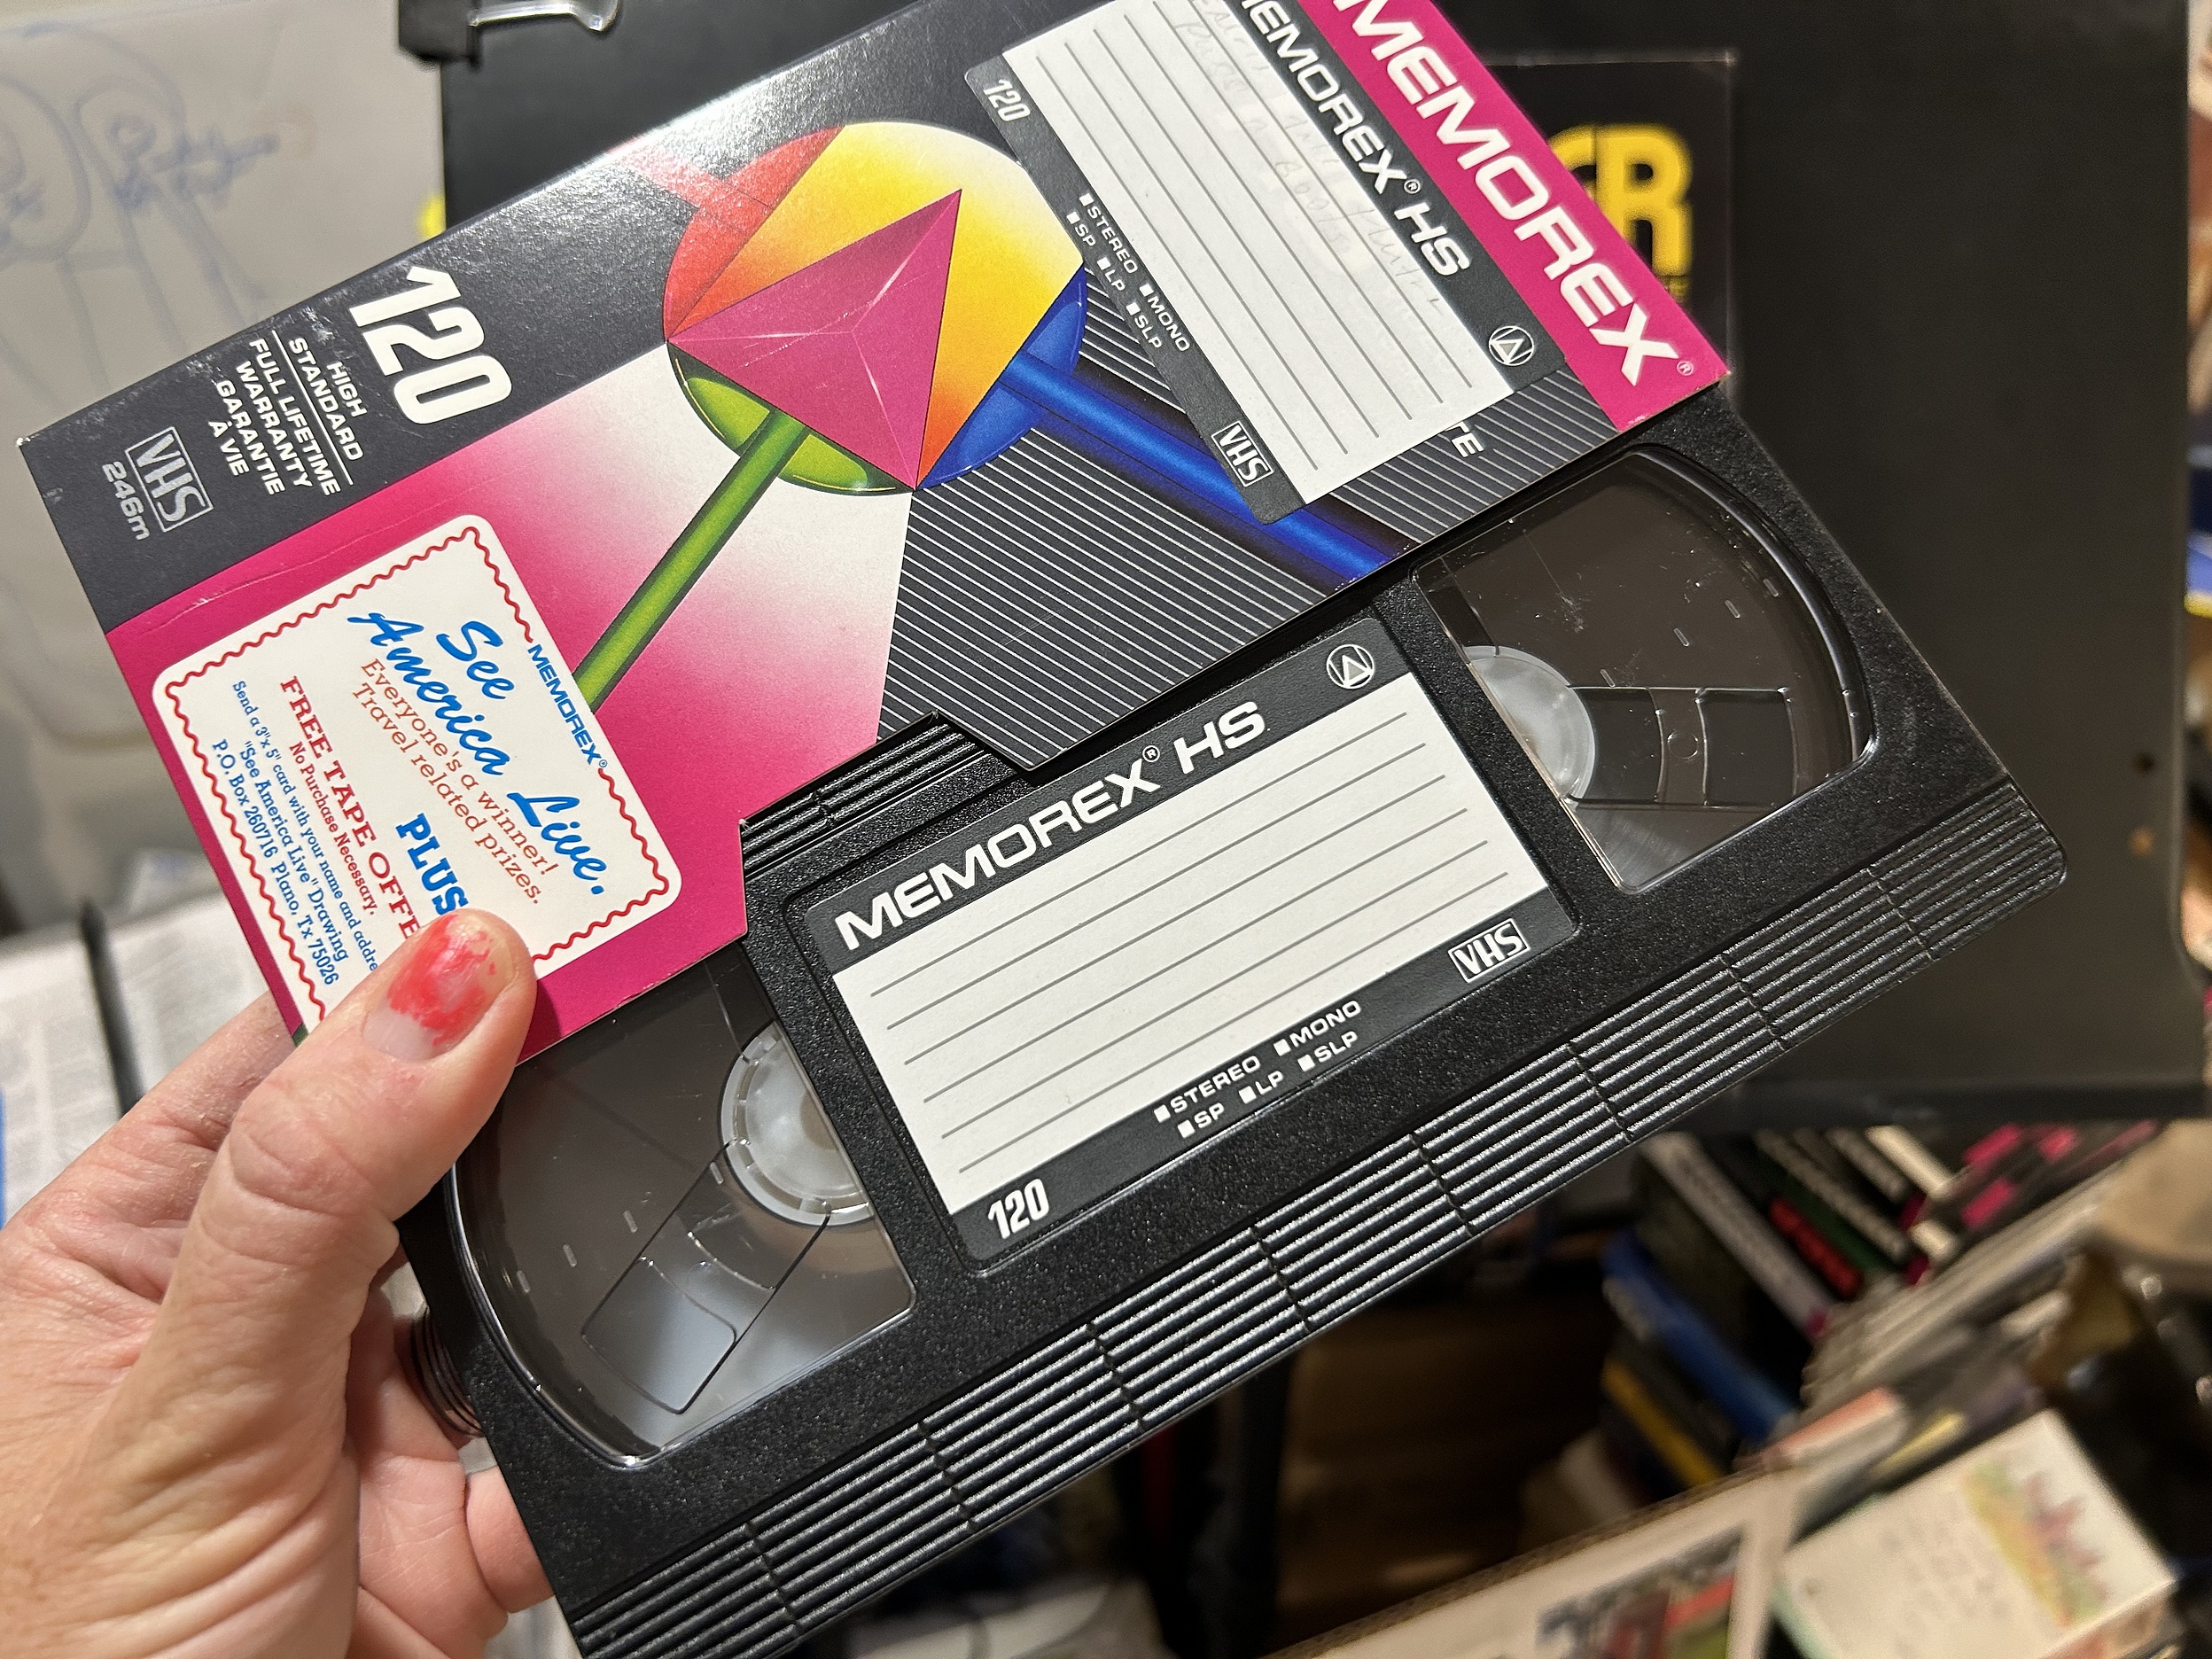 MEMOREX®
MEMOREX® HS
120
STEREO MONO
SP LP SLP
VHS
TE
120
HIGH
STANDARD
FULL LIFETIME
WARRANTY
GARANTIE
À VIE
VHS
246m
MEMOREX®
See
America Live.
Everyone's a winner!
Travel related prizes.
PLUS
FREE TAPE OFFE
No Purchase Necessary.
Send a 3" x 5" card with your name and addre
"See America Live" Drawing
P.O. Box 260716 Plano, Tx 75026
MEMOREX® HS
VHS
STEREO MONO
SP LP SLP
120
R